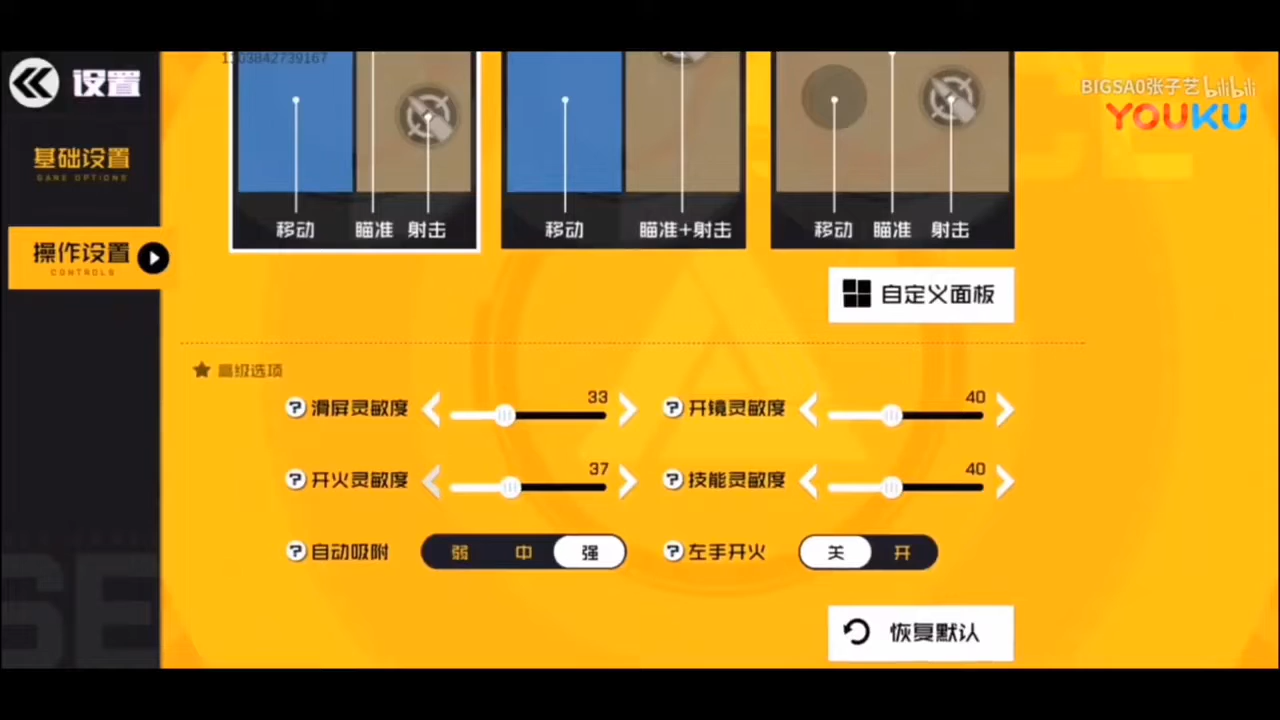 1103842739167
设置
BIGSA0张子艺 bilibili
YOUKU
基础设置
GAME OPTIONS
操作设置
CONTROLS
移动 瞄准 射击
移动 瞄准+射击
移动 瞄准 射击
自定义面板
高级选项
滑屏灵敏度 33
开镜灵敏度 40
开火灵敏度 37
技能灵敏度 40
自动吸附 弱 中 强
左手开火 关 开
恢复默认